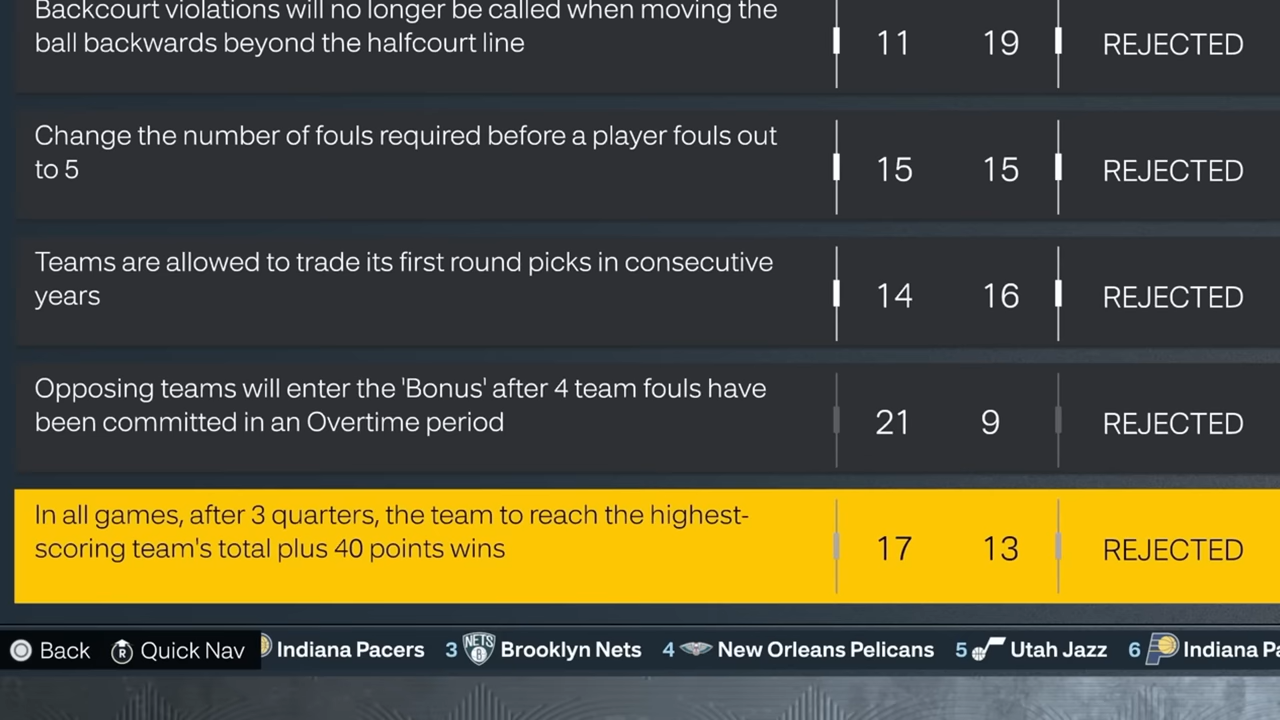 Backcourt violations will no longer be called when moving the
ball backwards beyond the halfcourt line
11 19 REJECTED
Change the number of fouls required before a player fouls out
to 5
15 15 REJECTED
Teams are allowed to trade its first round picks in consecutive
years
14 16 REJECTED
Opposing teams will enter the 'Bonus' after 4 team fouls have
been committed in an Overtime period
21 9 REJECTED
In all games, after 3 quarters, the team to reach the highest-
scoring team's total plus 40 points wins
17 13 REJECTED
Back R Quick Nav Indiana Pacers 3 NETS B Brooklyn Nets 4 New Orleans Pelicans 5 Utah Jazz 6 Indiana Pa